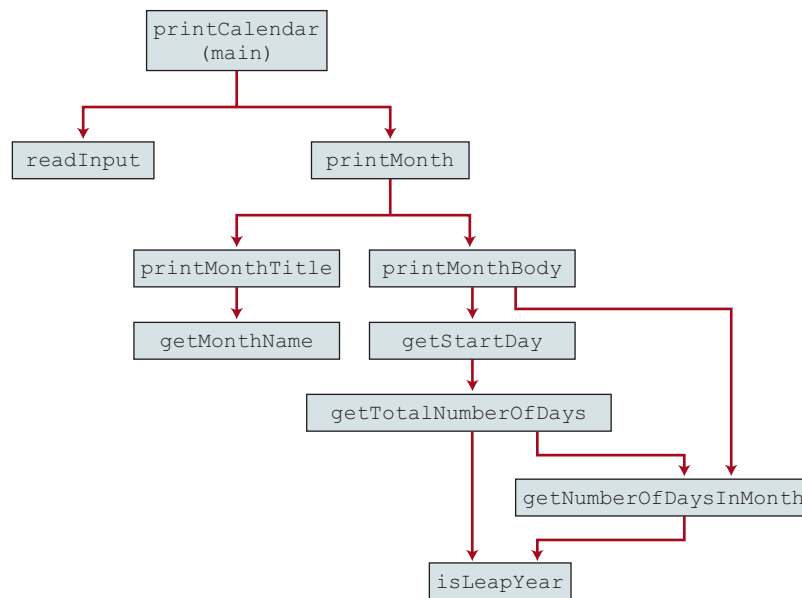 printCalendar
(main)
readInput
printMonth
printMonthTitle
printMonthBody
getMonthName
getStartDay
getTotalNumberOfDays
getNumberOfDaysInMonth
isLeapYear